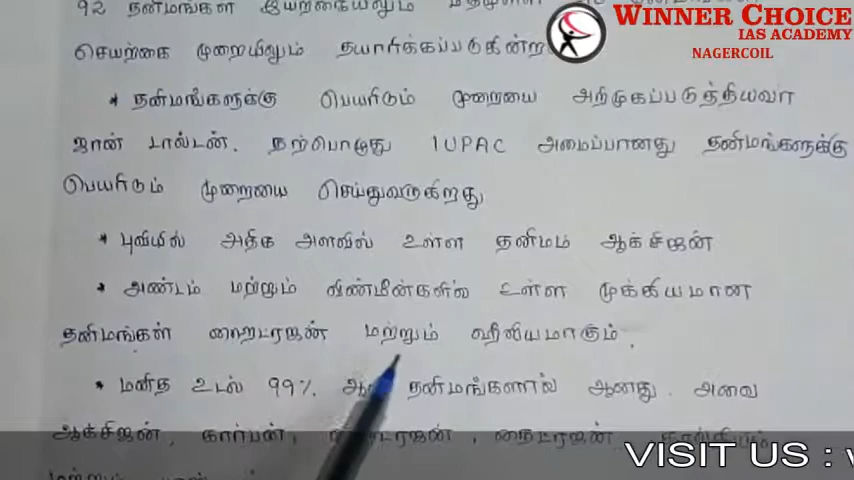 92 தனிமங்கள் இயற்கையிலும்
WINNER CHOICE
IAS ACADEMY
NAGERCOIL
செயற்கை முறையிலும் தயாரிக்கப்படுகின்ற
* தனிமங்களுக்கு பெயரிடும் முறையை அறிமுகப்படுத்தியவர்
ஜான் டால்டன். தற்பொழுது IUPAC அமைப்பானது தனிமங்களுக்கு
பெயரிடும் முறையை செய்துவருகிறது
* புவியில் அதிக அளவில் உள்ள தனிமம் ஆக்சிஜன்
* அண்டம் மற்றும் விண்மீன்களில் உள்ள முக்கியமான
தனிமங்கள் ஹைட்ரஜன் மற்றும் ஹீலியமாகும்.
* மனித உடல் 99% தனிமங்களால் ஆனது. அவை
ஆக்சிஜன், கார்பன், நைட்ரஜன்,
VISIT US :